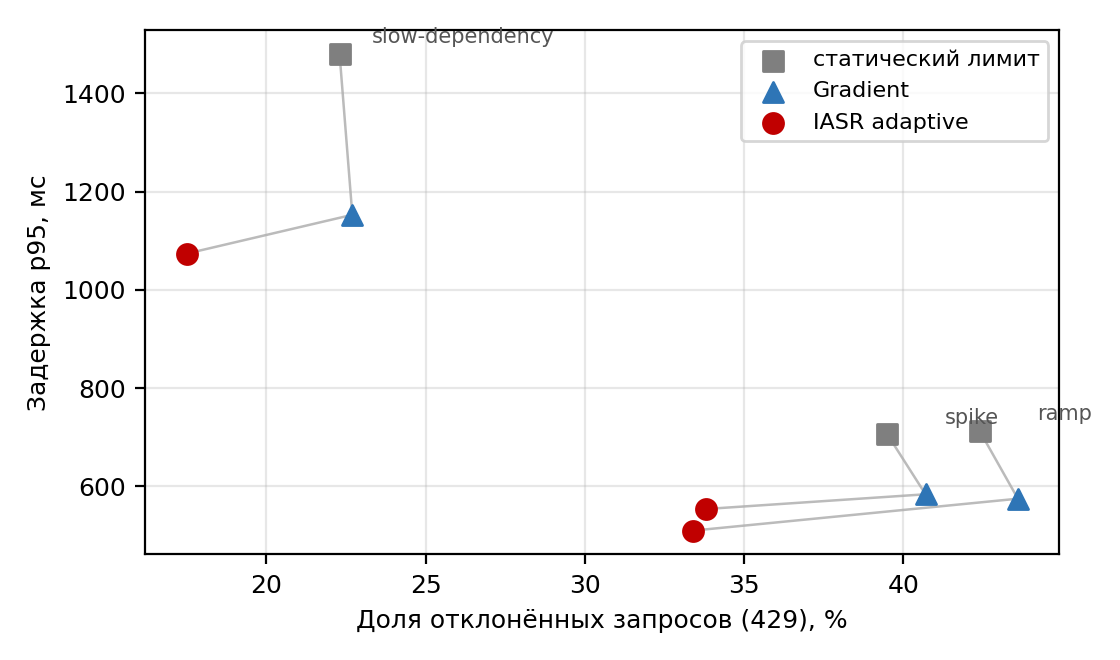 slow-dependency
статический лимит
Gradient
IASR adaptive
1400
1200
1000
800
600
Задержка p95, мс
spike
ramp
20
25
30
35
40
Доля отклонённых запросов (429), %